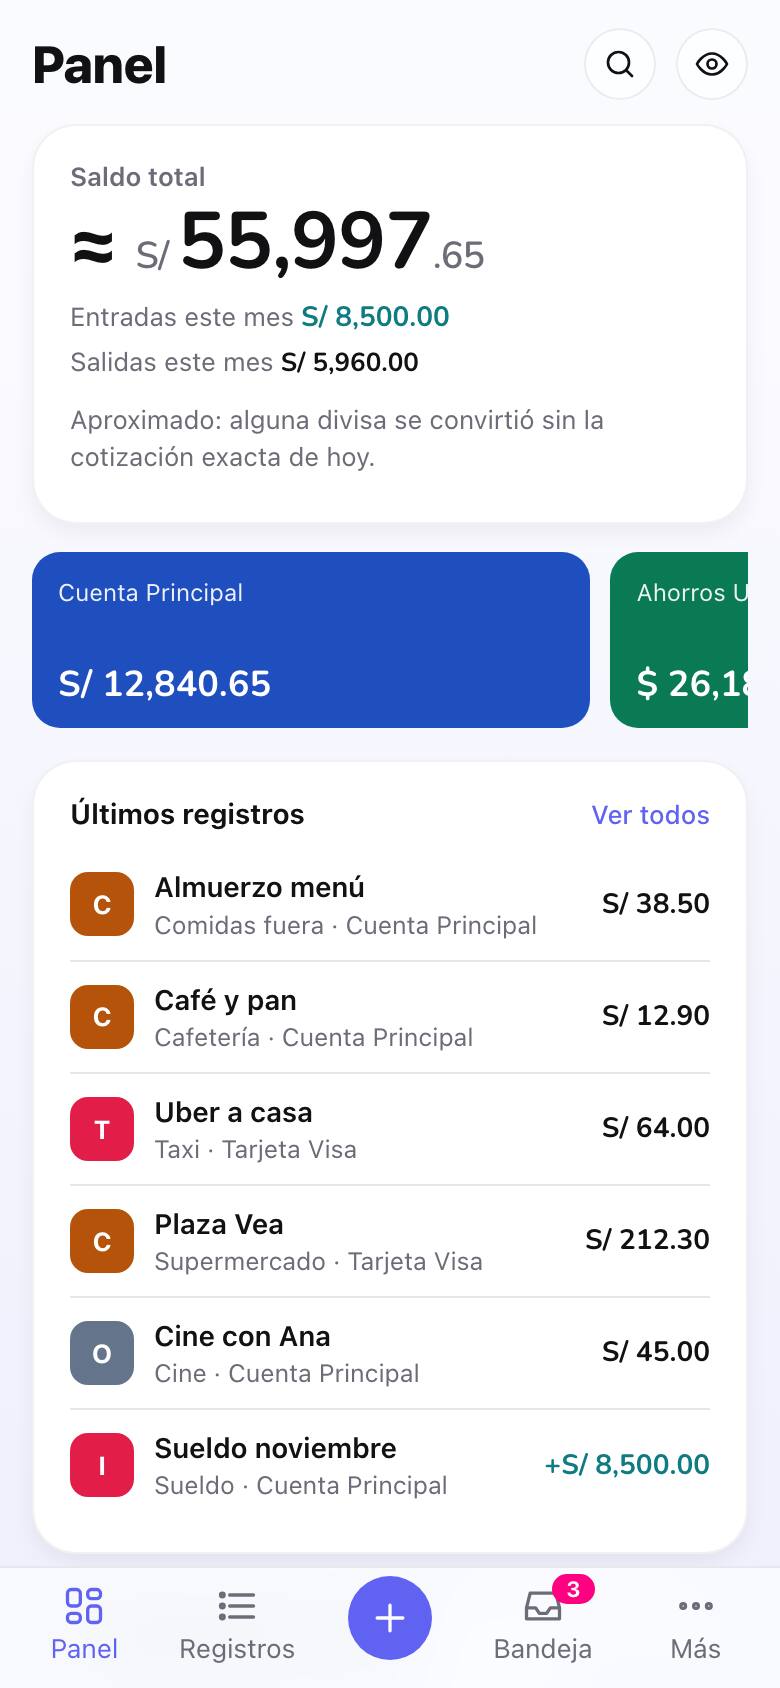 Panel
Saldo total
≈ S/ 55,997.65
Entradas este mes S/ 8,500.00
Salidas este mes S/ 5,960.00
Aproximado: alguna divisa se convirtió sin la
cotización exacta de hoy.
Cuenta Principal
S/ 12,840.65
Ahorros U
$ 26,18
Últimos registros
Ver todos
C
Almuerzo menú
Comidas fuera · Cuenta Principal
S/ 38.50
C
Café y pan
Cafetería · Cuenta Principal
S/ 12.90
T
Uber a casa
Taxi · Tarjeta Visa
S/ 64.00
C
Plaza Vea
Supermercado · Tarjeta Visa
S/ 212.30
O
Cine con Ana
Cine · Cuenta Principal
S/ 45.00
I
Sueldo noviembre
Sueldo · Cuenta Principal
+S/ 8,500.00
Panel
Registros
3
Bandeja
Más